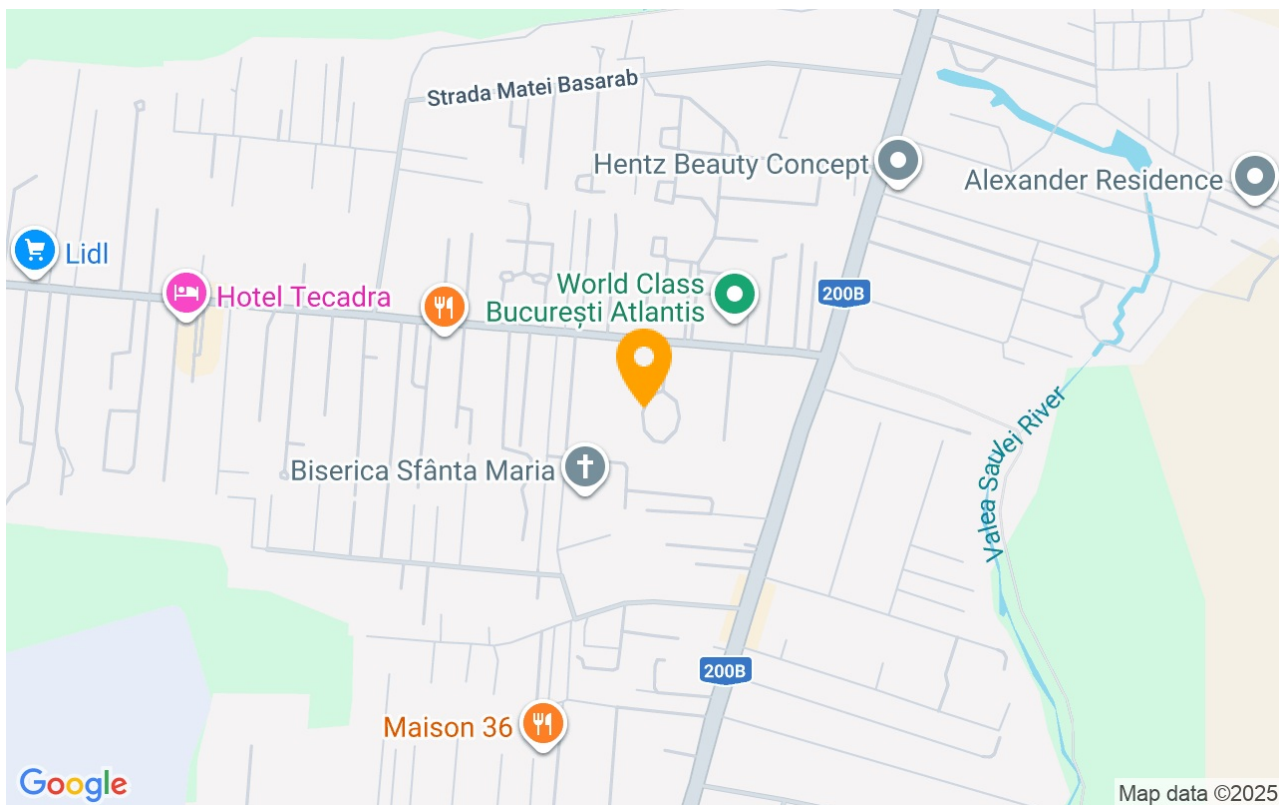 Strada Matei Basarab
Hentz Beauty Concept
Alexander Residence
Lidl
Hotel Tecadra
World Class
București Atlantis
200B
Biserica Sfânta Maria
Valea Saulei River
200B
Maison 36
Google
Map data ©2025